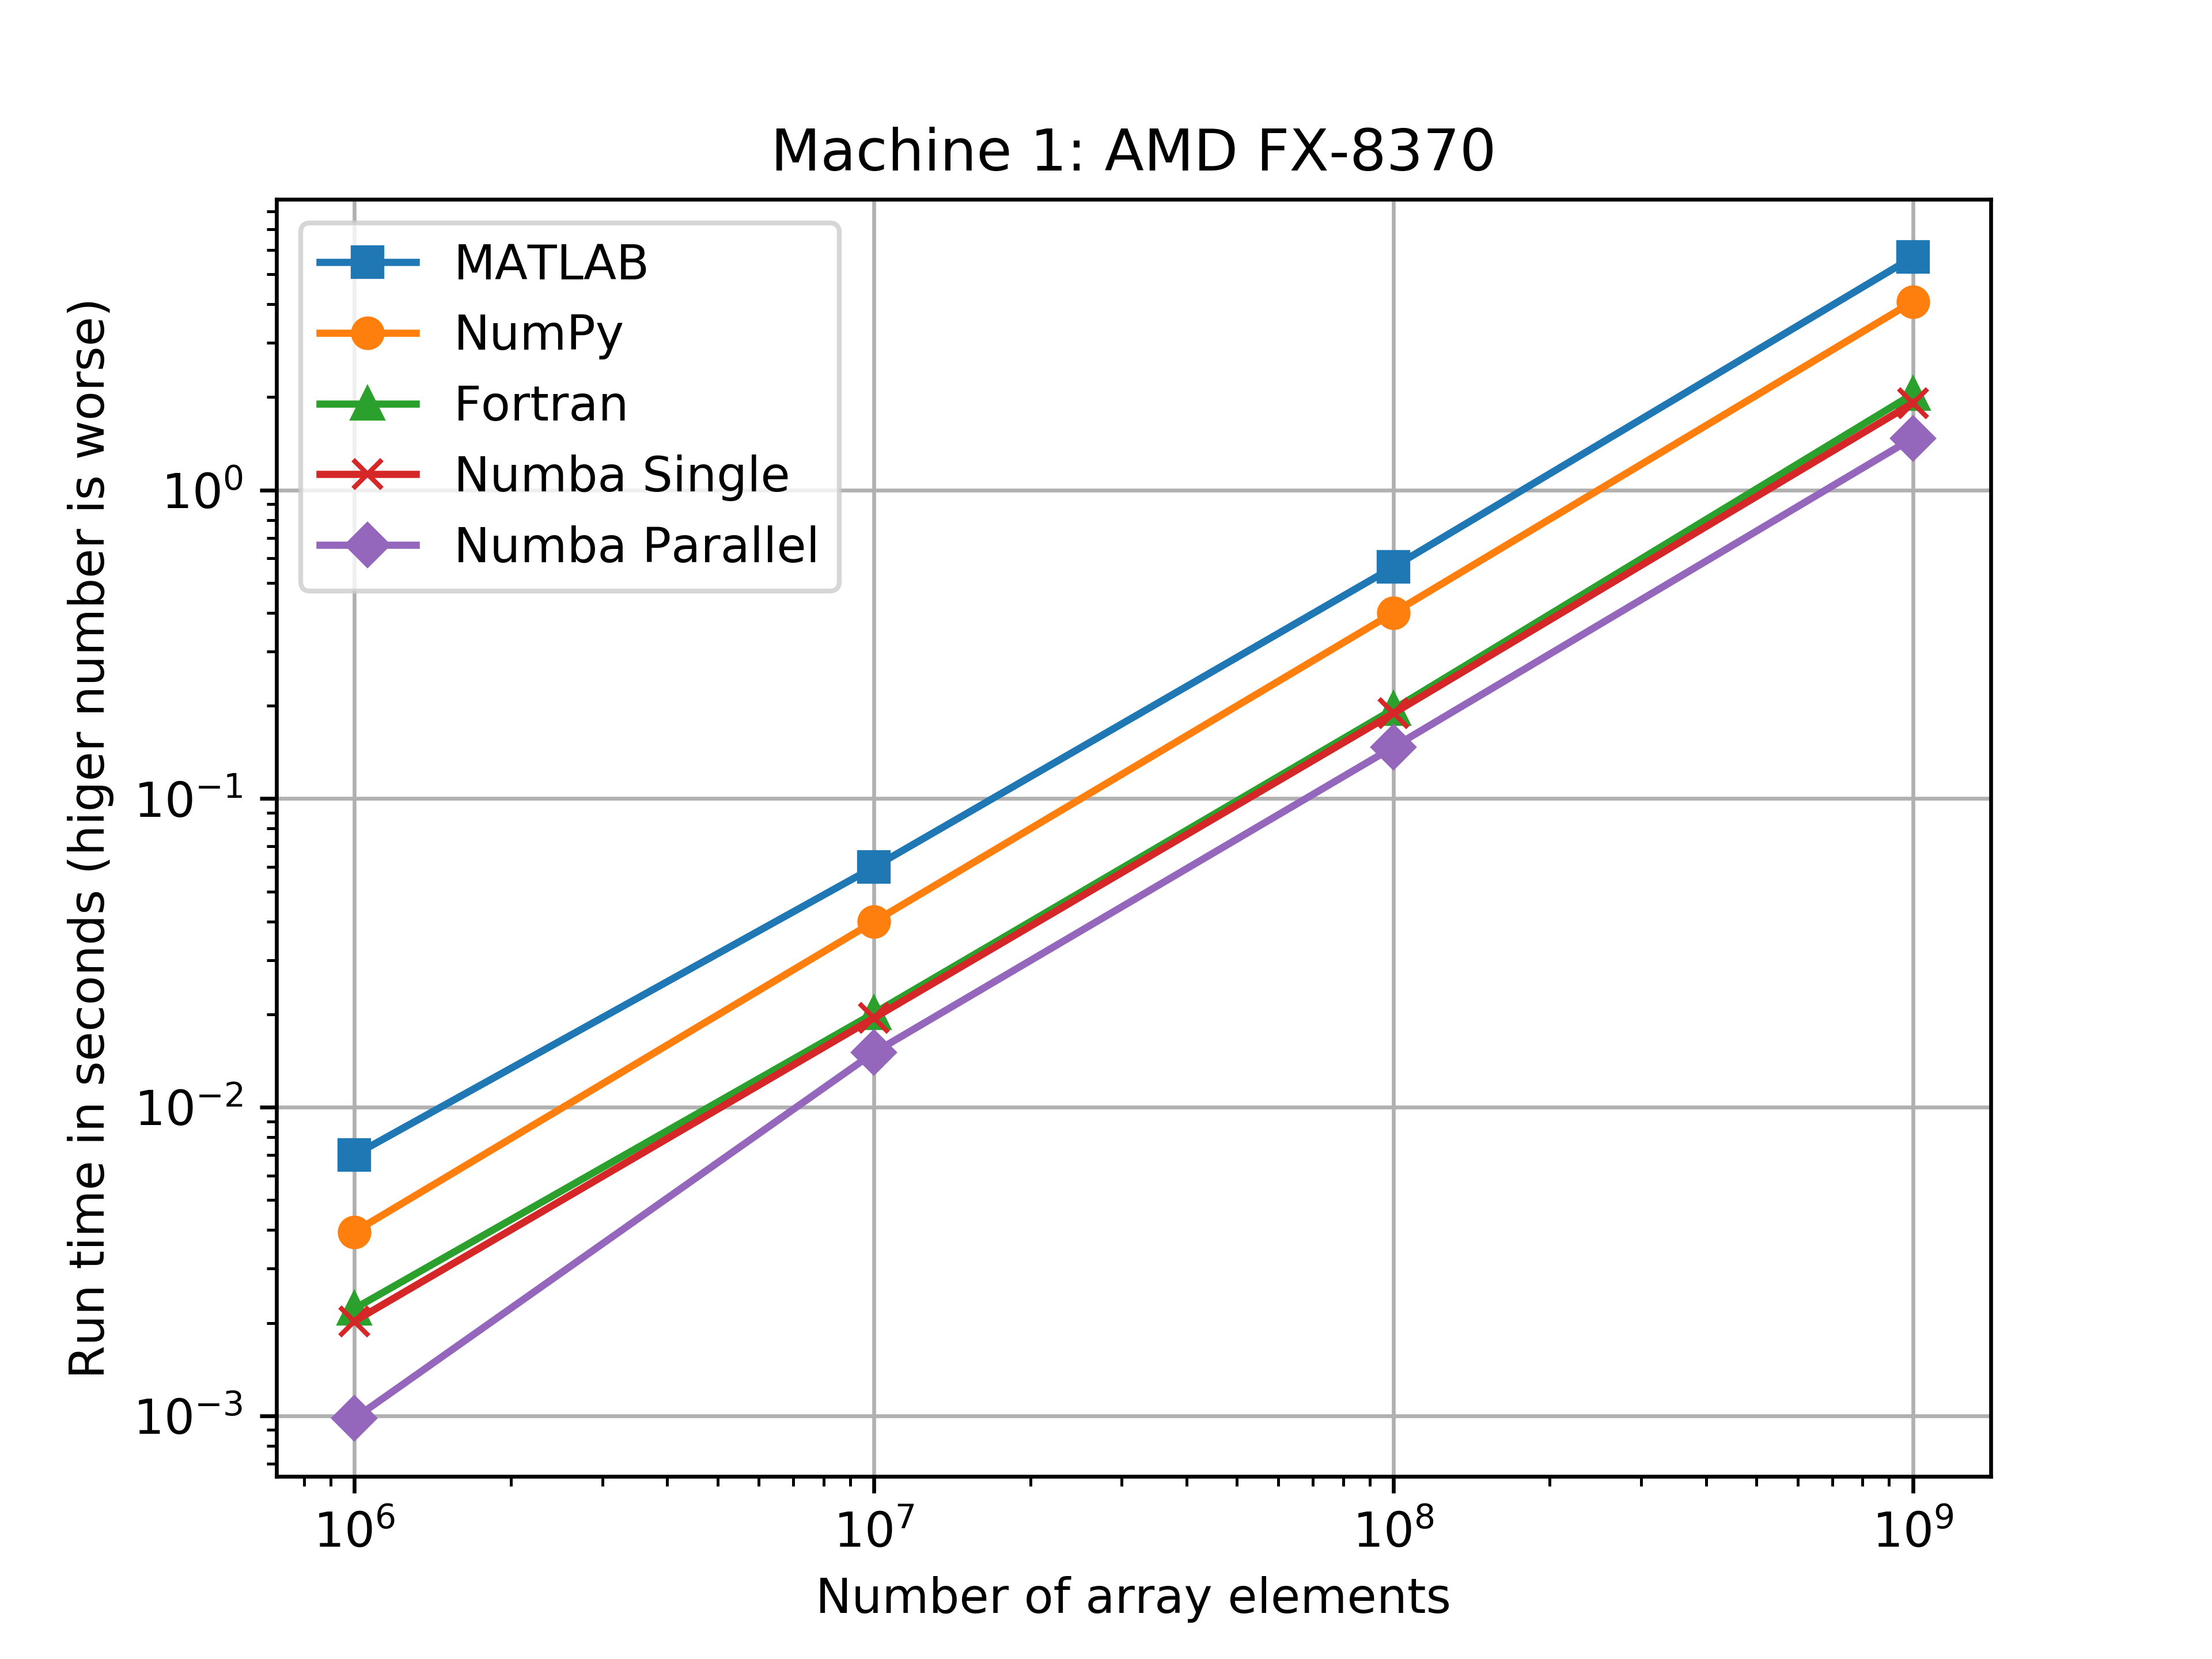 Machine 1: AMD FX-8370
MATLAB
NumPy
Fortran
Numba Single
Numba Parallel
Run time in seconds (higer number is worse)
10⁰
10⁻¹
10⁻²
10⁻³
10⁶ 10⁷ 10⁸ 10⁹
Number of array elements